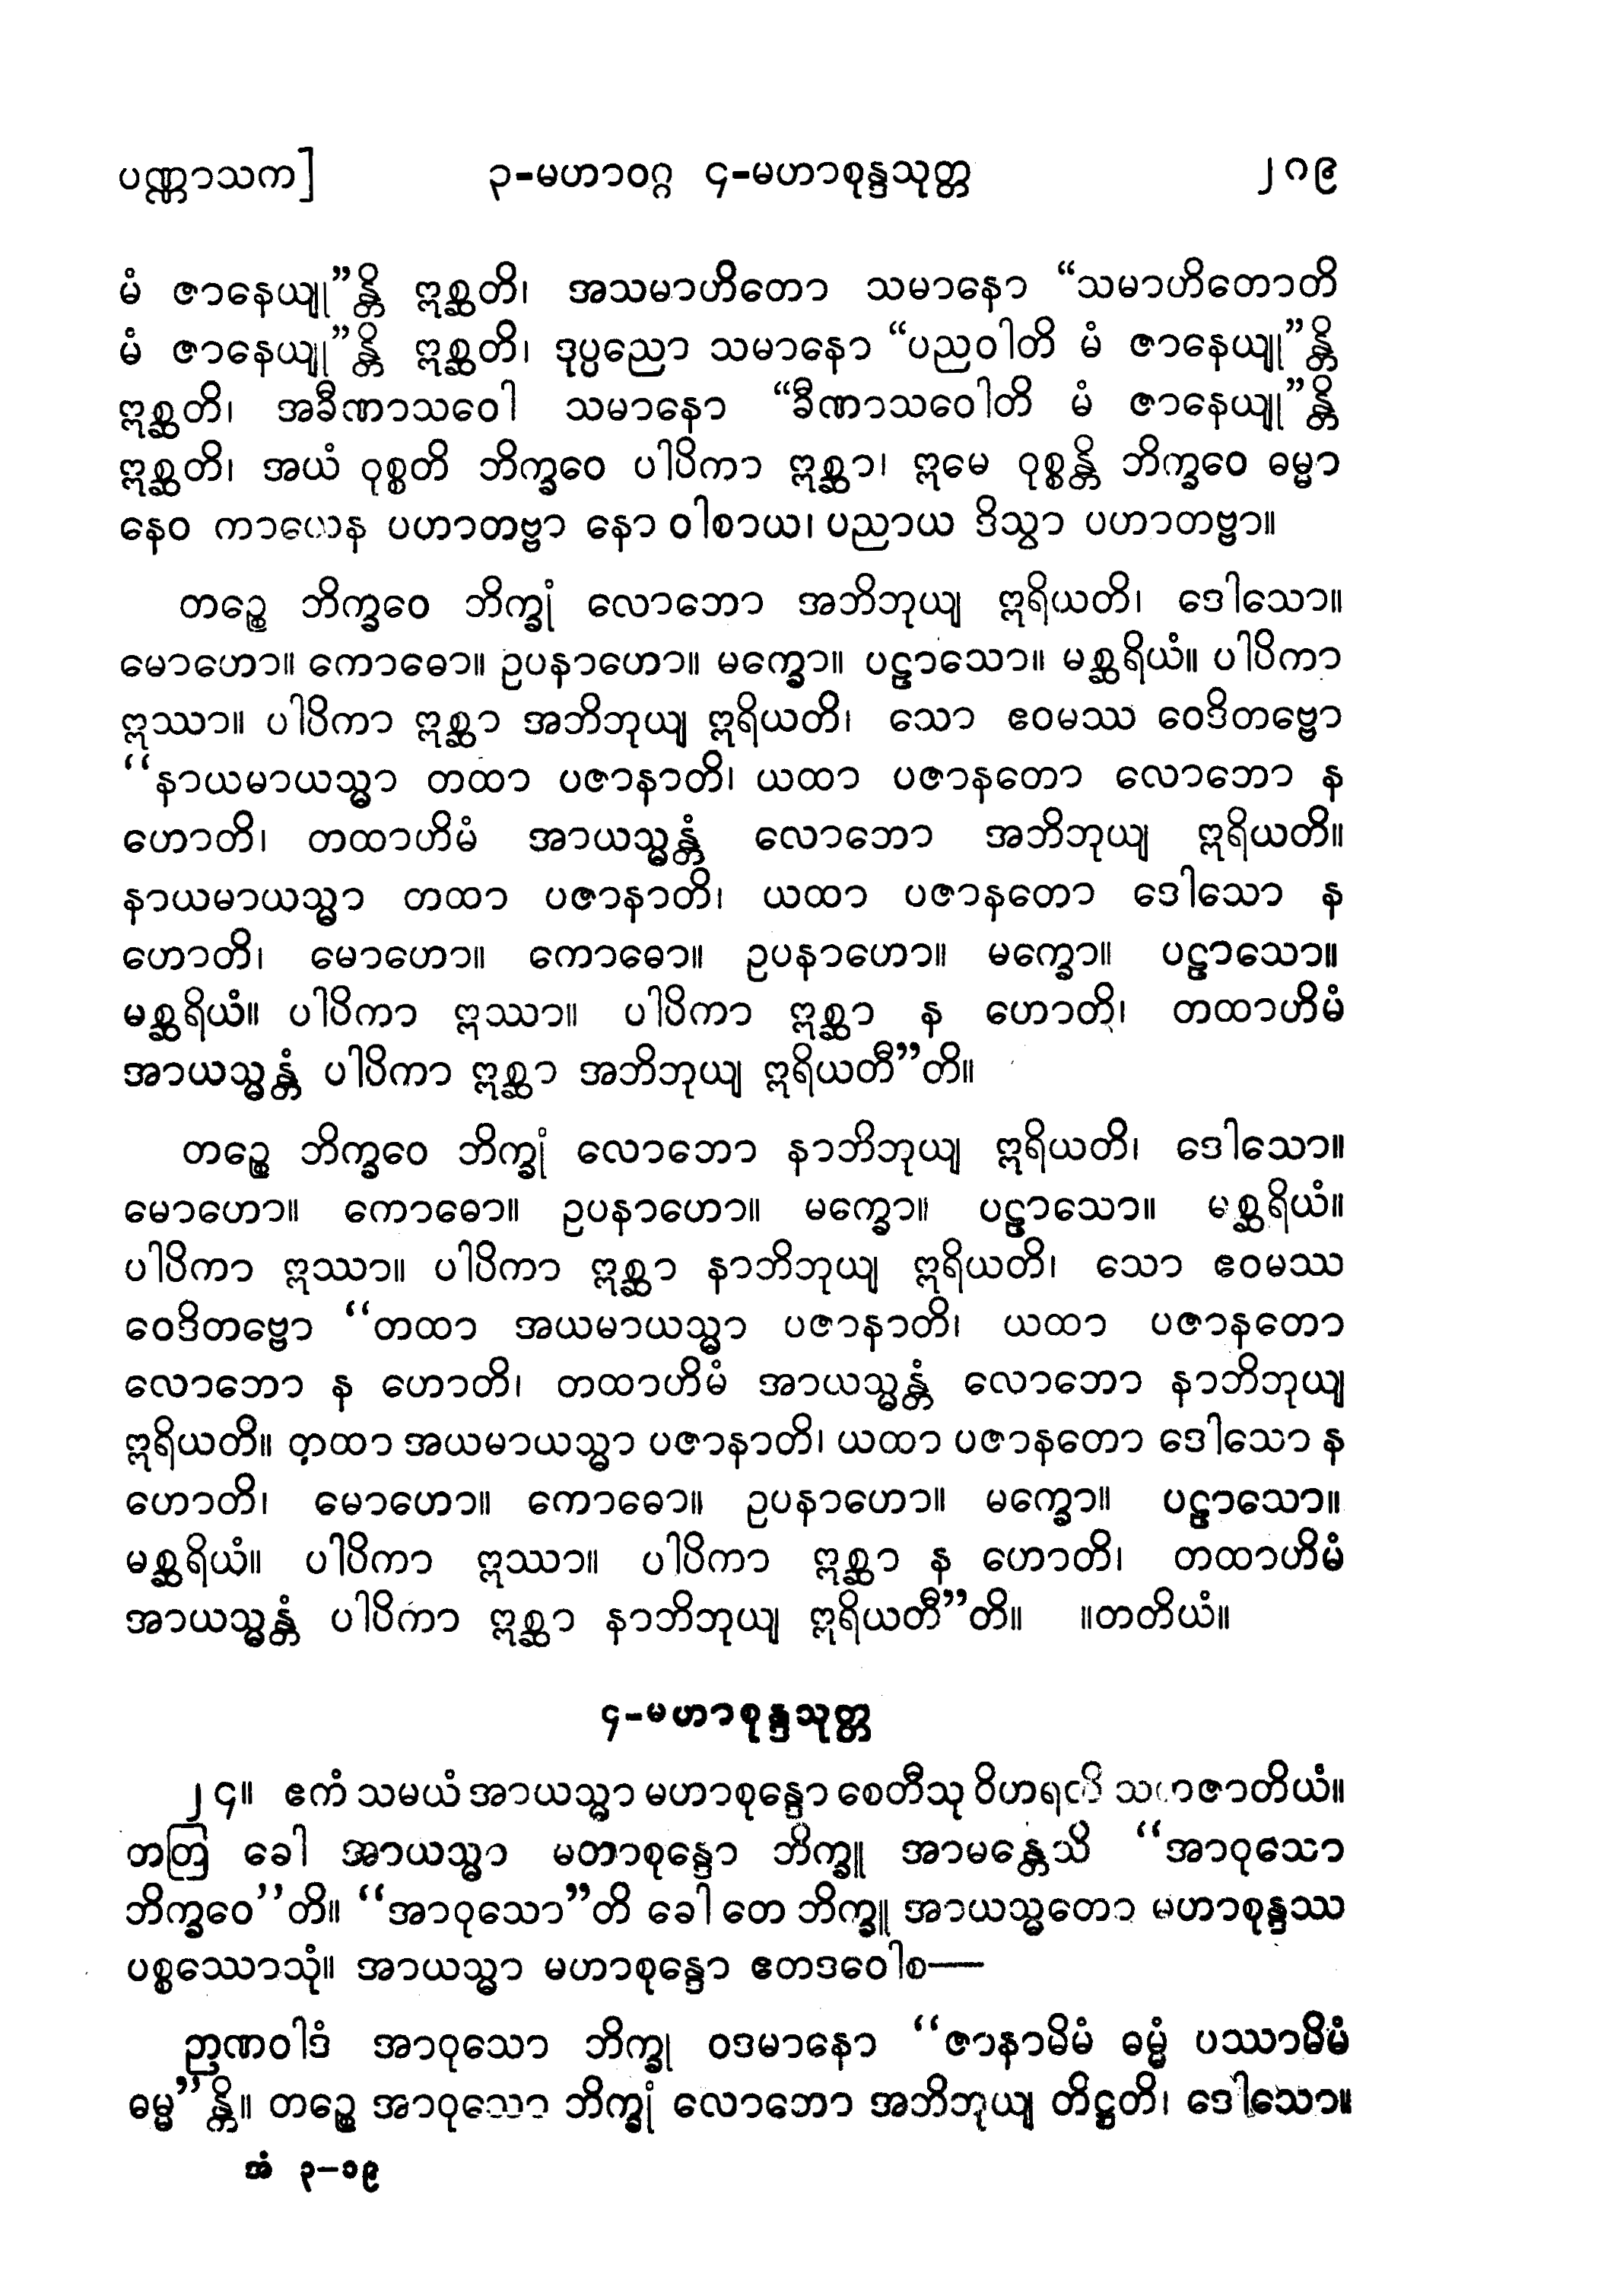 ပဏ္ဏာသက] ၃-မဟာဝဂ္ဂ ၄-မဟာစုန္ဒသုတ္တ ၂၈၉
မံ ဇာနေယျု”န္တိ ဣစ္ဆတိ၊ အသမာဟိတော သမာနော “သမာဟိတောတိ
မံ ဇာနေယျု”န္တိ ဣစ္ဆတိ၊ ဒုပ္ပညော သမာနော “ပညဝါတိ မံ ဇာနေယျု”န္တိ
ဣစ္ဆတိ၊ အခီဏာသဝေါ သမာနော “ခီဏာသဝေါတိ မံ ဇာနေယျု”န္တိ
ဣစ္ဆတိ၊ အယံ ဝုစ္စတိ ဘိက္ခဝေ ပါပိကာ ဣစ္ဆာ၊ ဣမေ ဝုစ္စန္တိ ဘိက္ခဝေ ဓမ္မာ
နေဝ ကာယေန ပဟာတဗ္ဗာ နော ဝါစာယ၊ ပညာယ ဒိသွာ ပဟာတဗ္ဗာ။
တဉ္စေ ဘိက္ခဝေ ဘိက္ခုံ လောဘော အဘိဘုယျ ဣရိယတိ၊ ဒေါသော။
မောဟော။ ကောဓော။ ဥပနာဟော။ မက္ခော။ ပဠာသော။ မစ္ဆရိယံ။ ပါပိကာ
ဣဿာ။ ပါပိကာ ဣစ္ဆာ အဘိဘုယျ ဣရိယတိ၊ သော ဧဝမဿ ဝေဒိတဗ္ဗော
“နာယမာယသ္မာ တထာ ပဇာနာတိ၊ ယထာ ပဇာနတော လောဘော န
ဟောတိ၊ တထာဟိမံ အာယသ္မန္တံ လောဘော အဘိဘုယျ ဣရိယတိ။
နာယမာယသ္မာ တထာ ပဇာနာတိ၊ ယထာ ပဇာနတော ဒေါသော န
ဟောတိ၊ မောဟော။ ကောဓော။ ဥပနာဟော။ မက္ခော။ ပဠာသော။
မစ္ဆရိယံ။ ပါပိကာ ဣဿာ။ ပါပိကာ ဣစ္ဆာ န ဟောတိ၊ တထာဟိမံ
အာယသ္မန္တံ ပါပိကာ ဣစ္ဆာ အဘိဘုယျ ဣရိယတီ”တိ။
တဉ္စေ ဘိက္ခဝေ ဘိက္ခုံ လောဘော နာဘိဘုယျ ဣရိယတိ၊ ဒေါသော။
မောဟော။ ကောဓော။ ဥပနာဟော။ မက္ခော။ ပဠာသော။ မစ္ဆရိယံ။
ပါပိကာ ဣဿာ။ ပါပိကာ ဣစ္ဆာ နာဘိဘုယျ ဣရိယတိ၊ သော ဧဝမဿ
ဝေဒိတဗ္ဗော “တထာ အယမာယသ္မာ ပဇာနာတိ၊ ယထာ ပဇာနတော
လောဘော န ဟောတိ၊ တထာဟိမံ အာယသ္မန္တံ လောဘော နာဘိဘုယျ
ဣရိယတိ။ တထာ အယမာယသ္မာ ပဇာနာတိ၊ ယထာ ပဇာနတော ဒေါသော န
ဟောတိ၊ မောဟော။ ကောဓော။ ဥပနာဟော။ မက္ခော။ ပဠာသော။
မစ္ဆရိယံ။ ပါပိကာ ဣဿာ။ ပါပိကာ ဣစ္ဆာ န ဟောတိ၊ တထာဟိမံ
အာယသ္မန္တံ ပါပိကာ ဣစ္ဆာ နာဘိဘုယျ ဣရိယတီ”တိ။ ။တတိယံ။
၄-မဟာစုန္ဒသုတ္တ
၂၄။ ဧကံ သမယံ အာယသ္မာ မဟာစုန္ဒော စေတီသု ဝိဟရတိ သဟဇာတိယံ။
တတြ ခေါ အာယသ္မာ မဟာစုန္ဒော ဘိက္ခူ အာမန္တေသိ “အာဝုသော
ဘိက္ခဝေ”တိ။ “အာဝုသော”တိ ခေါ တေ ဘိက္ခူ အာယသ္မတော မဟာစုန္ဒဿ
ပစ္စဿောသုံ။ အာယသ္မာ မဟာစုန္ဒော ဧတဒဝေါစ—
ဉာဏဝါဒံ အာဝုသော ဘိက္ခု ဝဒမာနော “ဇာနာမိမံ ဓမ္မံ ပဿာမိမံ
ဓမ္မ”န္တိ။ တဉ္စေ အာဝုသော ဘိက္ခုံ လောဘော အဘိဘုယျ တိဋ္ဌတိ၊ ဒေါသော။
အံ ၃–၁၉